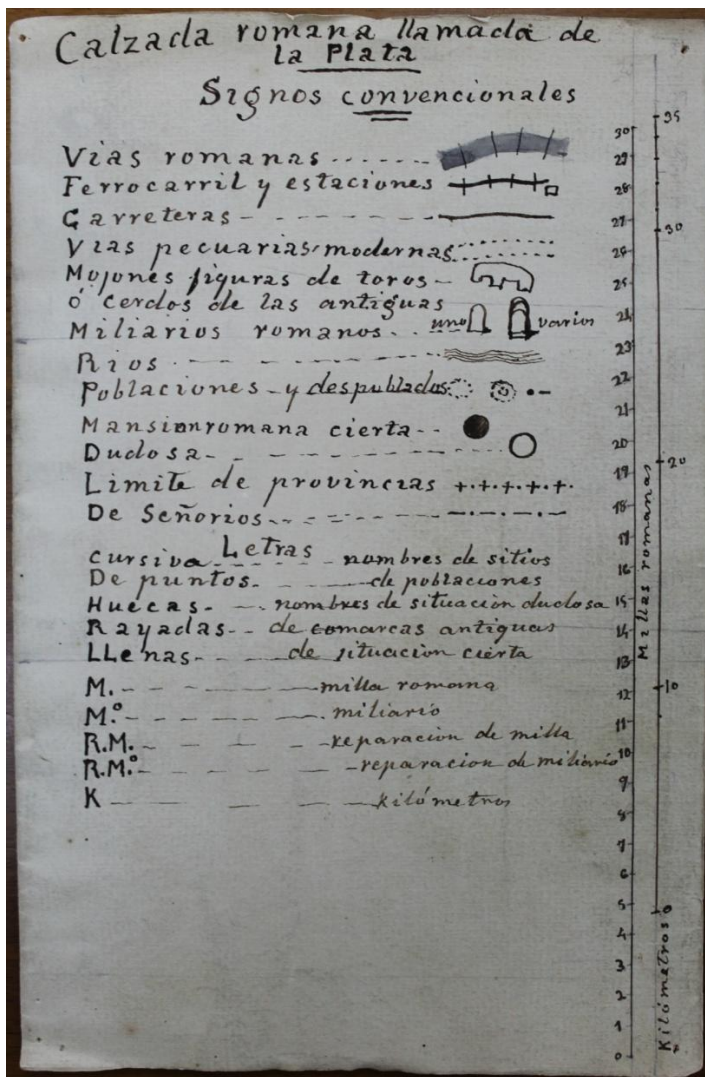 Calzada romana llamada de
la Plata
Signos convencionales
Vias romanas
Ferrocarril y estaciones
Carreteras
Vias pecuarias modernas
Mojones figuras de toros
ó cerdos de las antiguas
Miliarios romanos uno varios
Rios
Poblaciones y despoblados
Mansion romana cierta
Dudosa
Limite de provincias
De Señorios
Letras
Cursiva nombres de sitios
De puntos de poblaciones
Huecas nombres de situacion dudosa
Rayadas de comarcas antiguas
LLenas de situacion cierta
M. milla romana
M.º miliario
R.M. reparacion de milla
R.M.º reparacion de miliario
K kilómetros
30
29
28
27
26
25
24
23
22
21
20
19
18
17
16
15
14
13
12
11
10
9
8
7
6
5
4
3
2
1
0
Millas romanas
35
30
20
10
0
Kilómetros